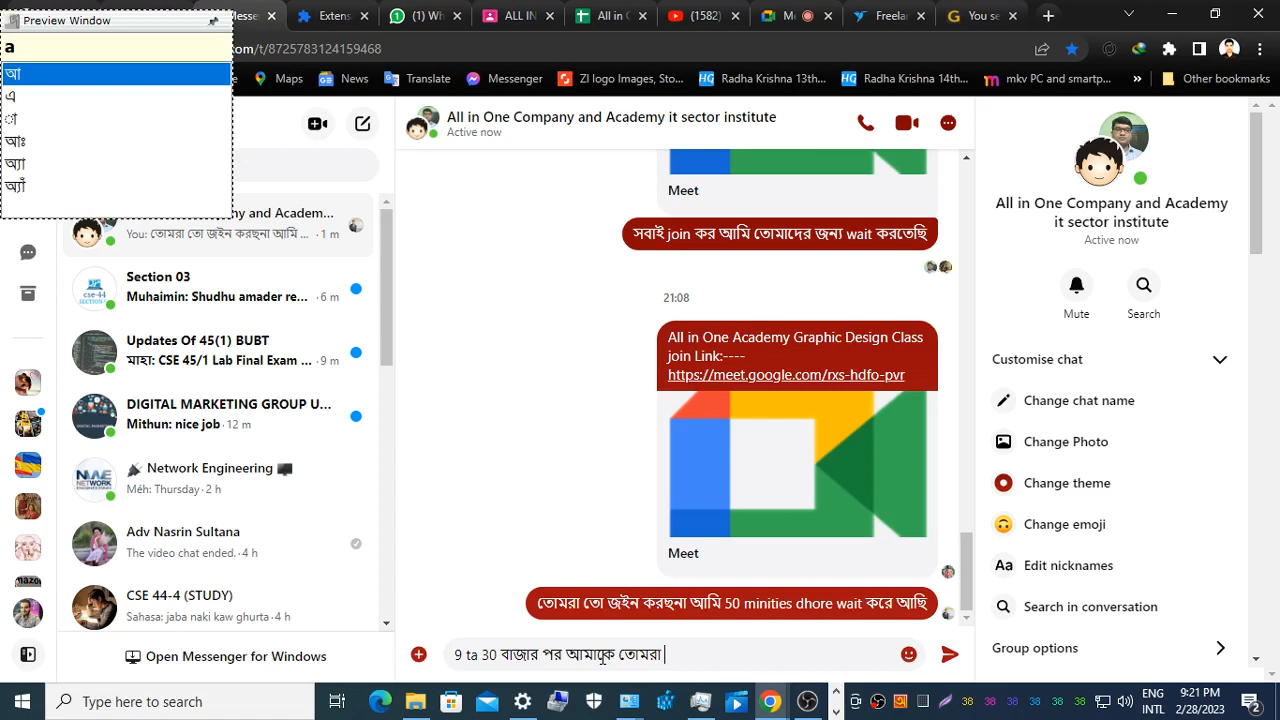 Preview Window
a
আ
এ
া
আঃ
অ্যা
অ্যাঁ
Extens
(1) Whats
ALL IN
All in O
(1582
Me
Freela
You se
om/t/8725783124159468
Maps
News
Translate
Messenger
ZI logo Images, Sto...
Radha Krishna 13th...
Radha Krishna 14th...
mkv PC and smartp...
Other bookmarks
y and Academ...
You: তোমরা তো জইন করছনা আমি ... · 1 m
Section 03
Muhaimin: Shudhu amader re... · 6 m
Updates Of 45(1) BUBT
মাহা: CSE 45/1 Lab Final Exam ... · 9 m
DIGITAL MARKETING GROUP U...
Mithun: nice job · 12 m
Network Engineering
Méh: Thursday · 2 h
Adv Nasrin Sultana
The video chat ended. · 4 h
CSE 44-4 (STUDY)
Sahasa: jaba naki kaw ghurta · 4 h
Open Messenger for Windows
All in One Company and Academy it sector institute
Active now
Meet
সবাই join কর আমি তোমাদের জন্য wait করতেছি
21:08
All in One Academy Graphic Design Class
join Link:----
https://meet.google.com/rxs-hdfo-pvr
Meet
তোমরা তো জইন করছনা আমি 50 minities dhore wait করে আছি
9 ta 30 বাজার পর আমাকে তোমরা
All in One Company and Academy
it sector institute
Active now
Mute
Search
Customise chat
Change chat name
Change Photo
Change theme
Change emoji
Aa Edit nicknames
Search in conversation
Group options
Type here to search
38 38 38 38 38
ENG
INTL
9:21 PM
2/28/2023
2